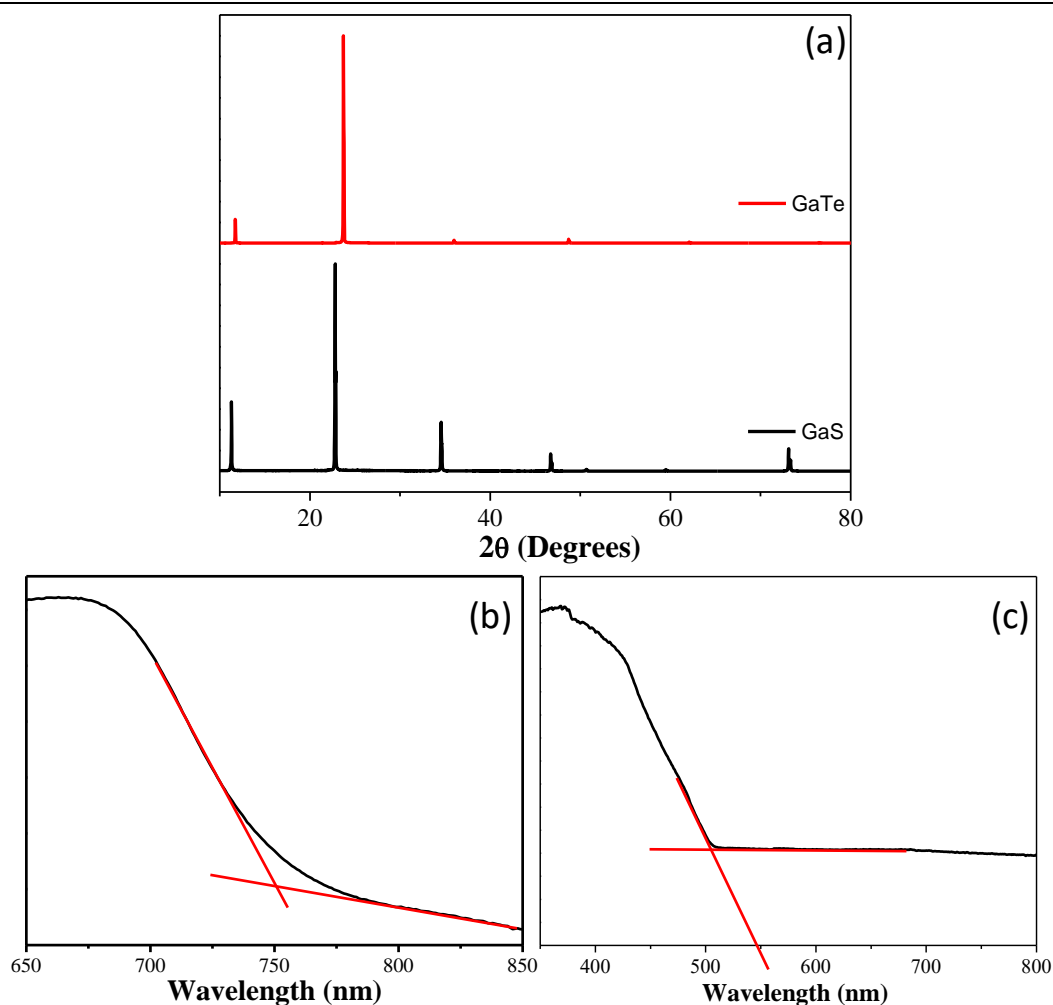 (a)
GaTe
GaS
20 40 60 80
2θ (Degrees)
(b)
650 700 750 800 850
Wavelength (nm)
(c)
400 500 600 700 800
Wavelength (nm)